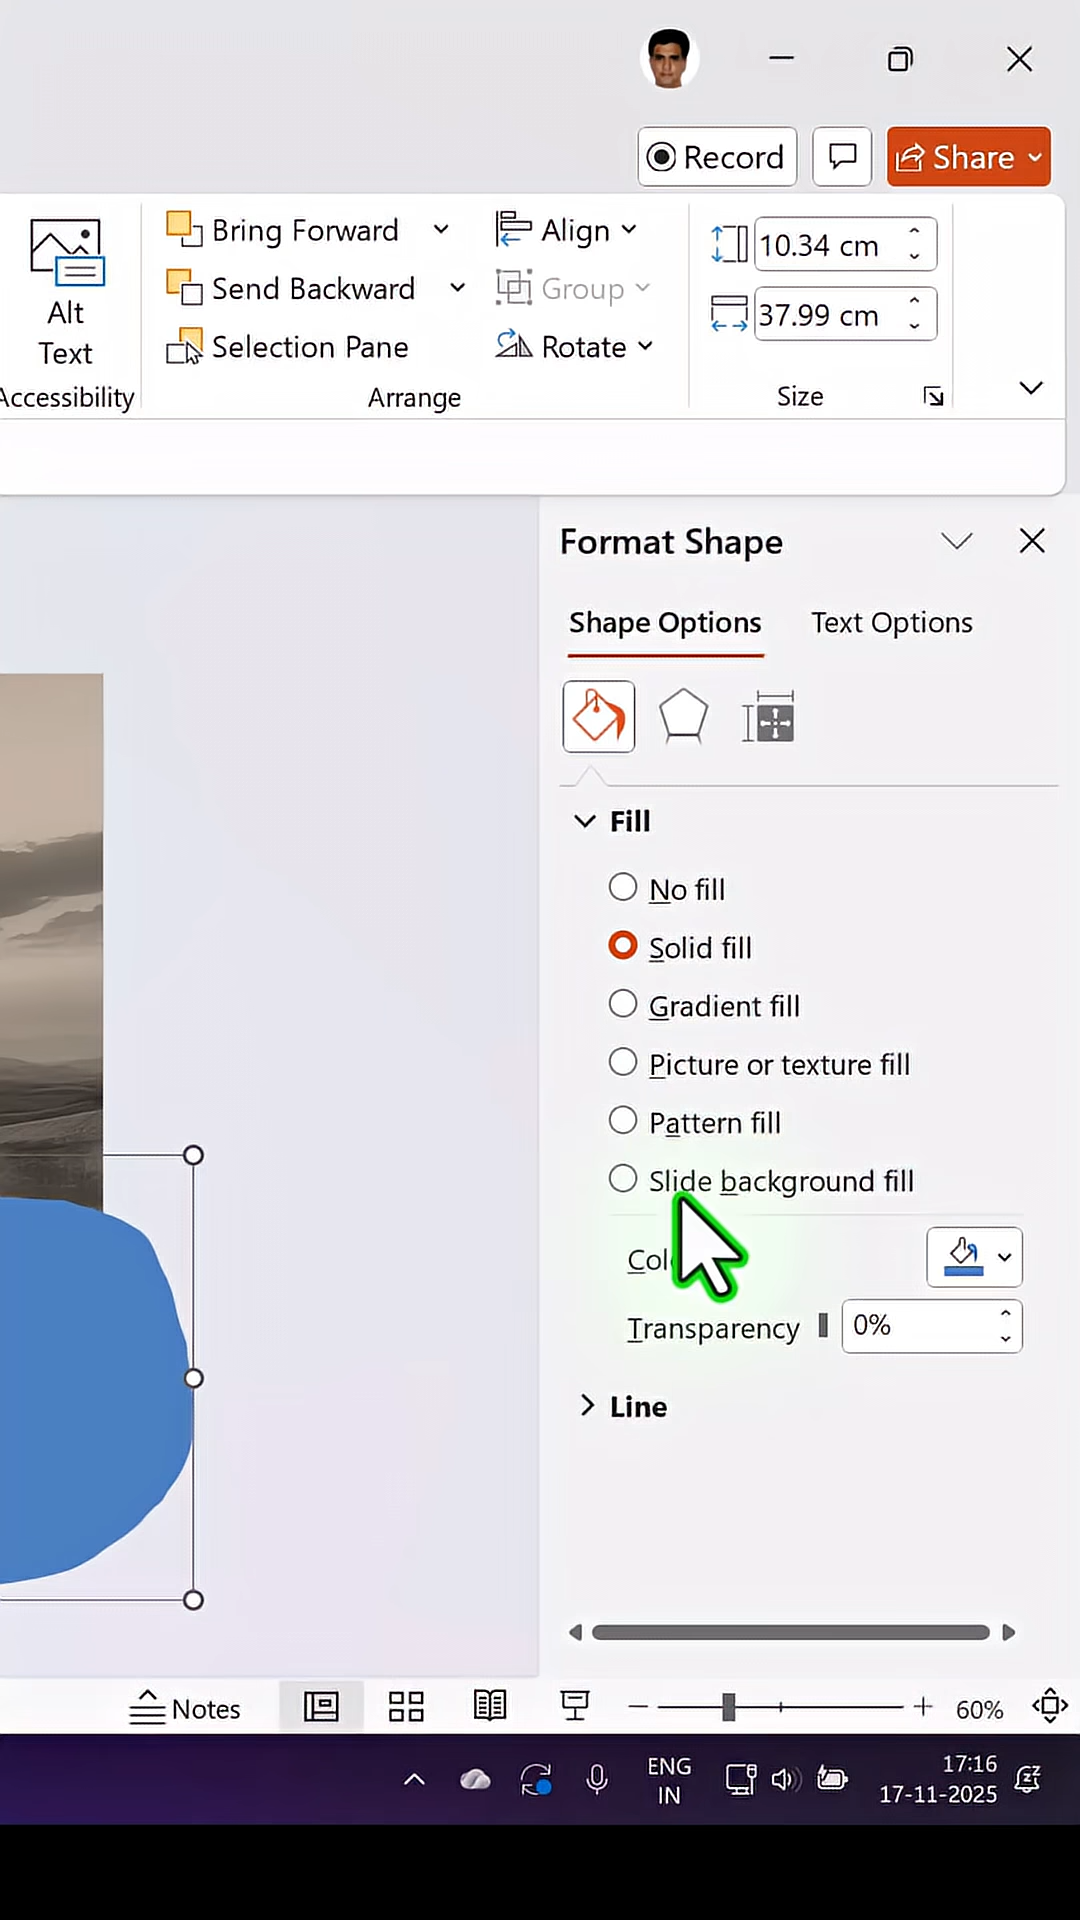 Record
Share
Alt
Text
Accessibility
Bring Forward
Send Backward
Selection Pane
Align
Group
Rotate
Arrange
10.34 cm
37.99 cm
Size
Format Shape
Shape Options
Text Options
Fill
No fill
Solid fill
Gradient fill
Picture or texture fill
Pattern fill
Slide background fill
Col
Transparency
0%
Line
Notes
60%
ENG
IN
17:16
17-11-2025